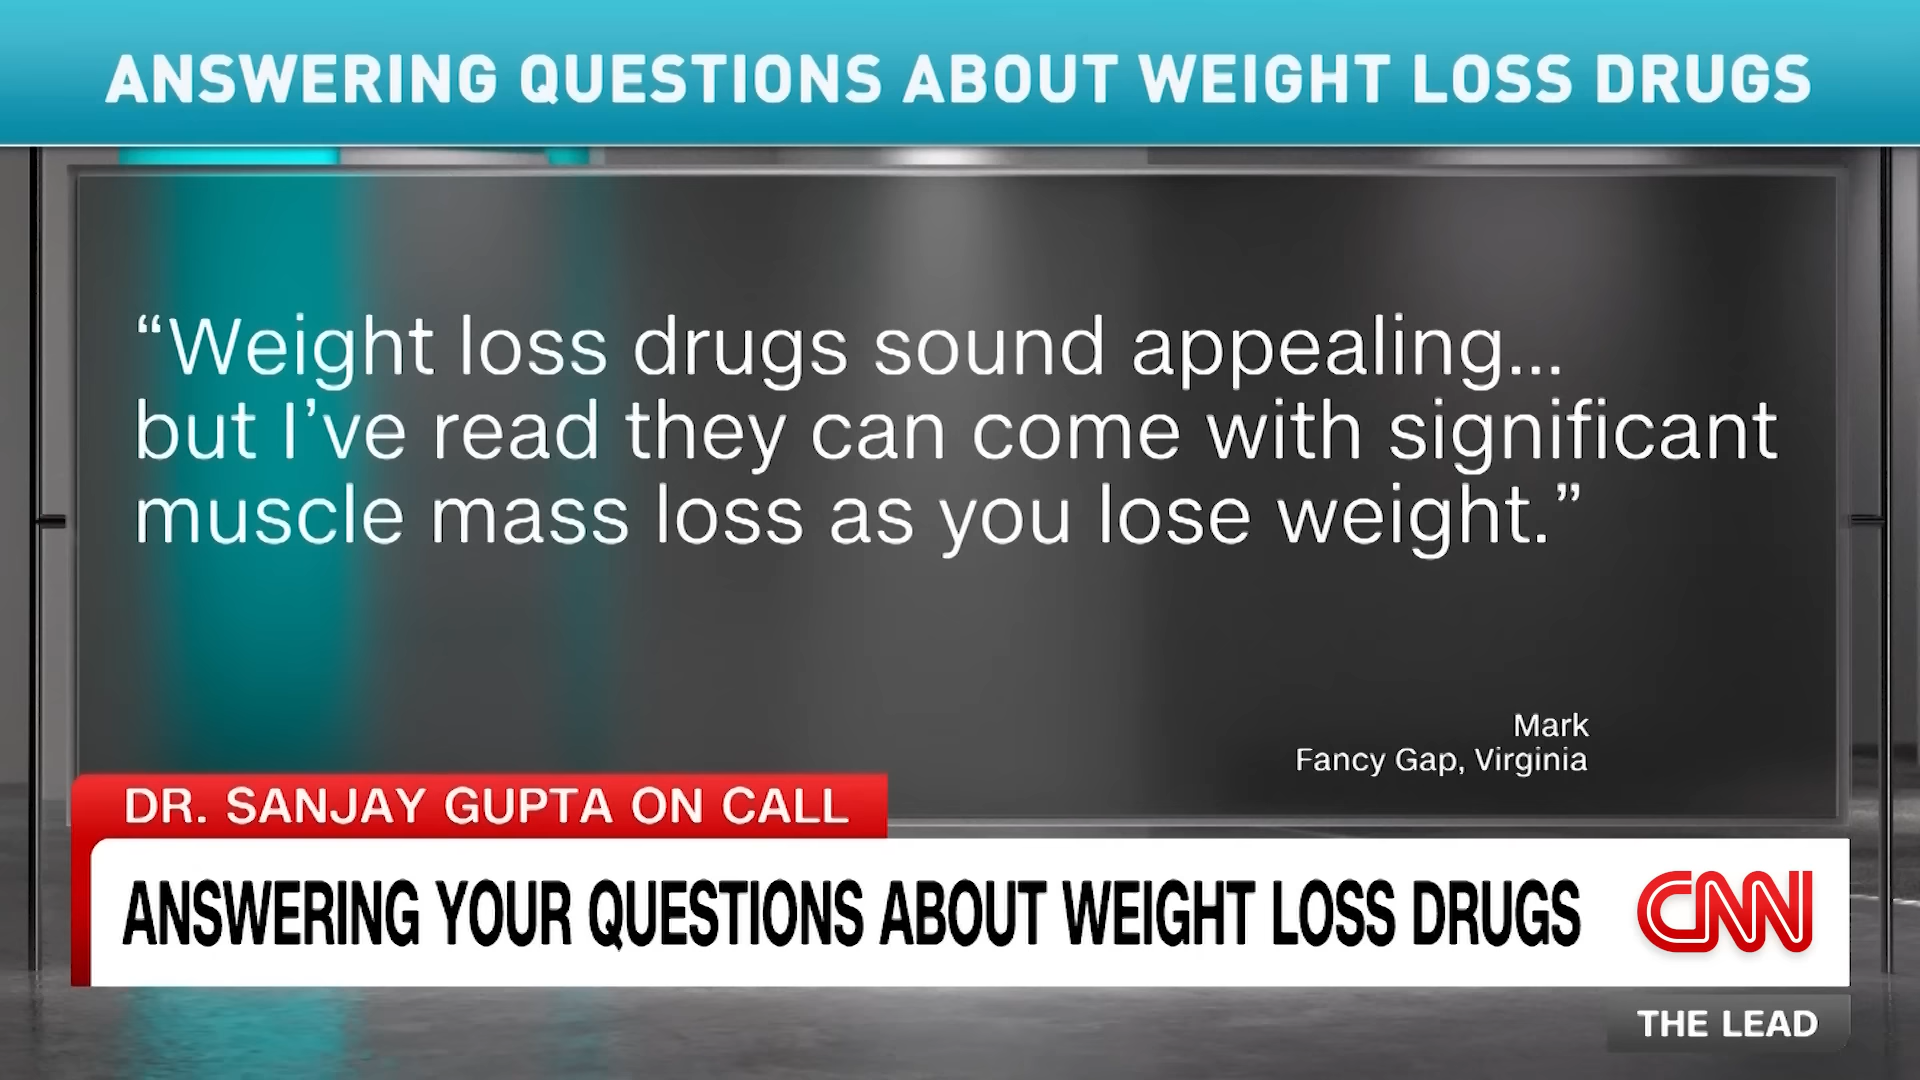 ANSWERING QUESTIONS ABOUT WEIGHT LOSS DRUGS
“Weight loss drugs sound appealing...
but I’ve read they can come with significant
muscle mass loss as you lose weight.”
Mark
Fancy Gap, Virginia
DR. SANJAY GUPTA ON CALL
ANSWERING YOUR QUESTIONS ABOUT WEIGHT LOSS DRUGS
CNN
THE LEAD